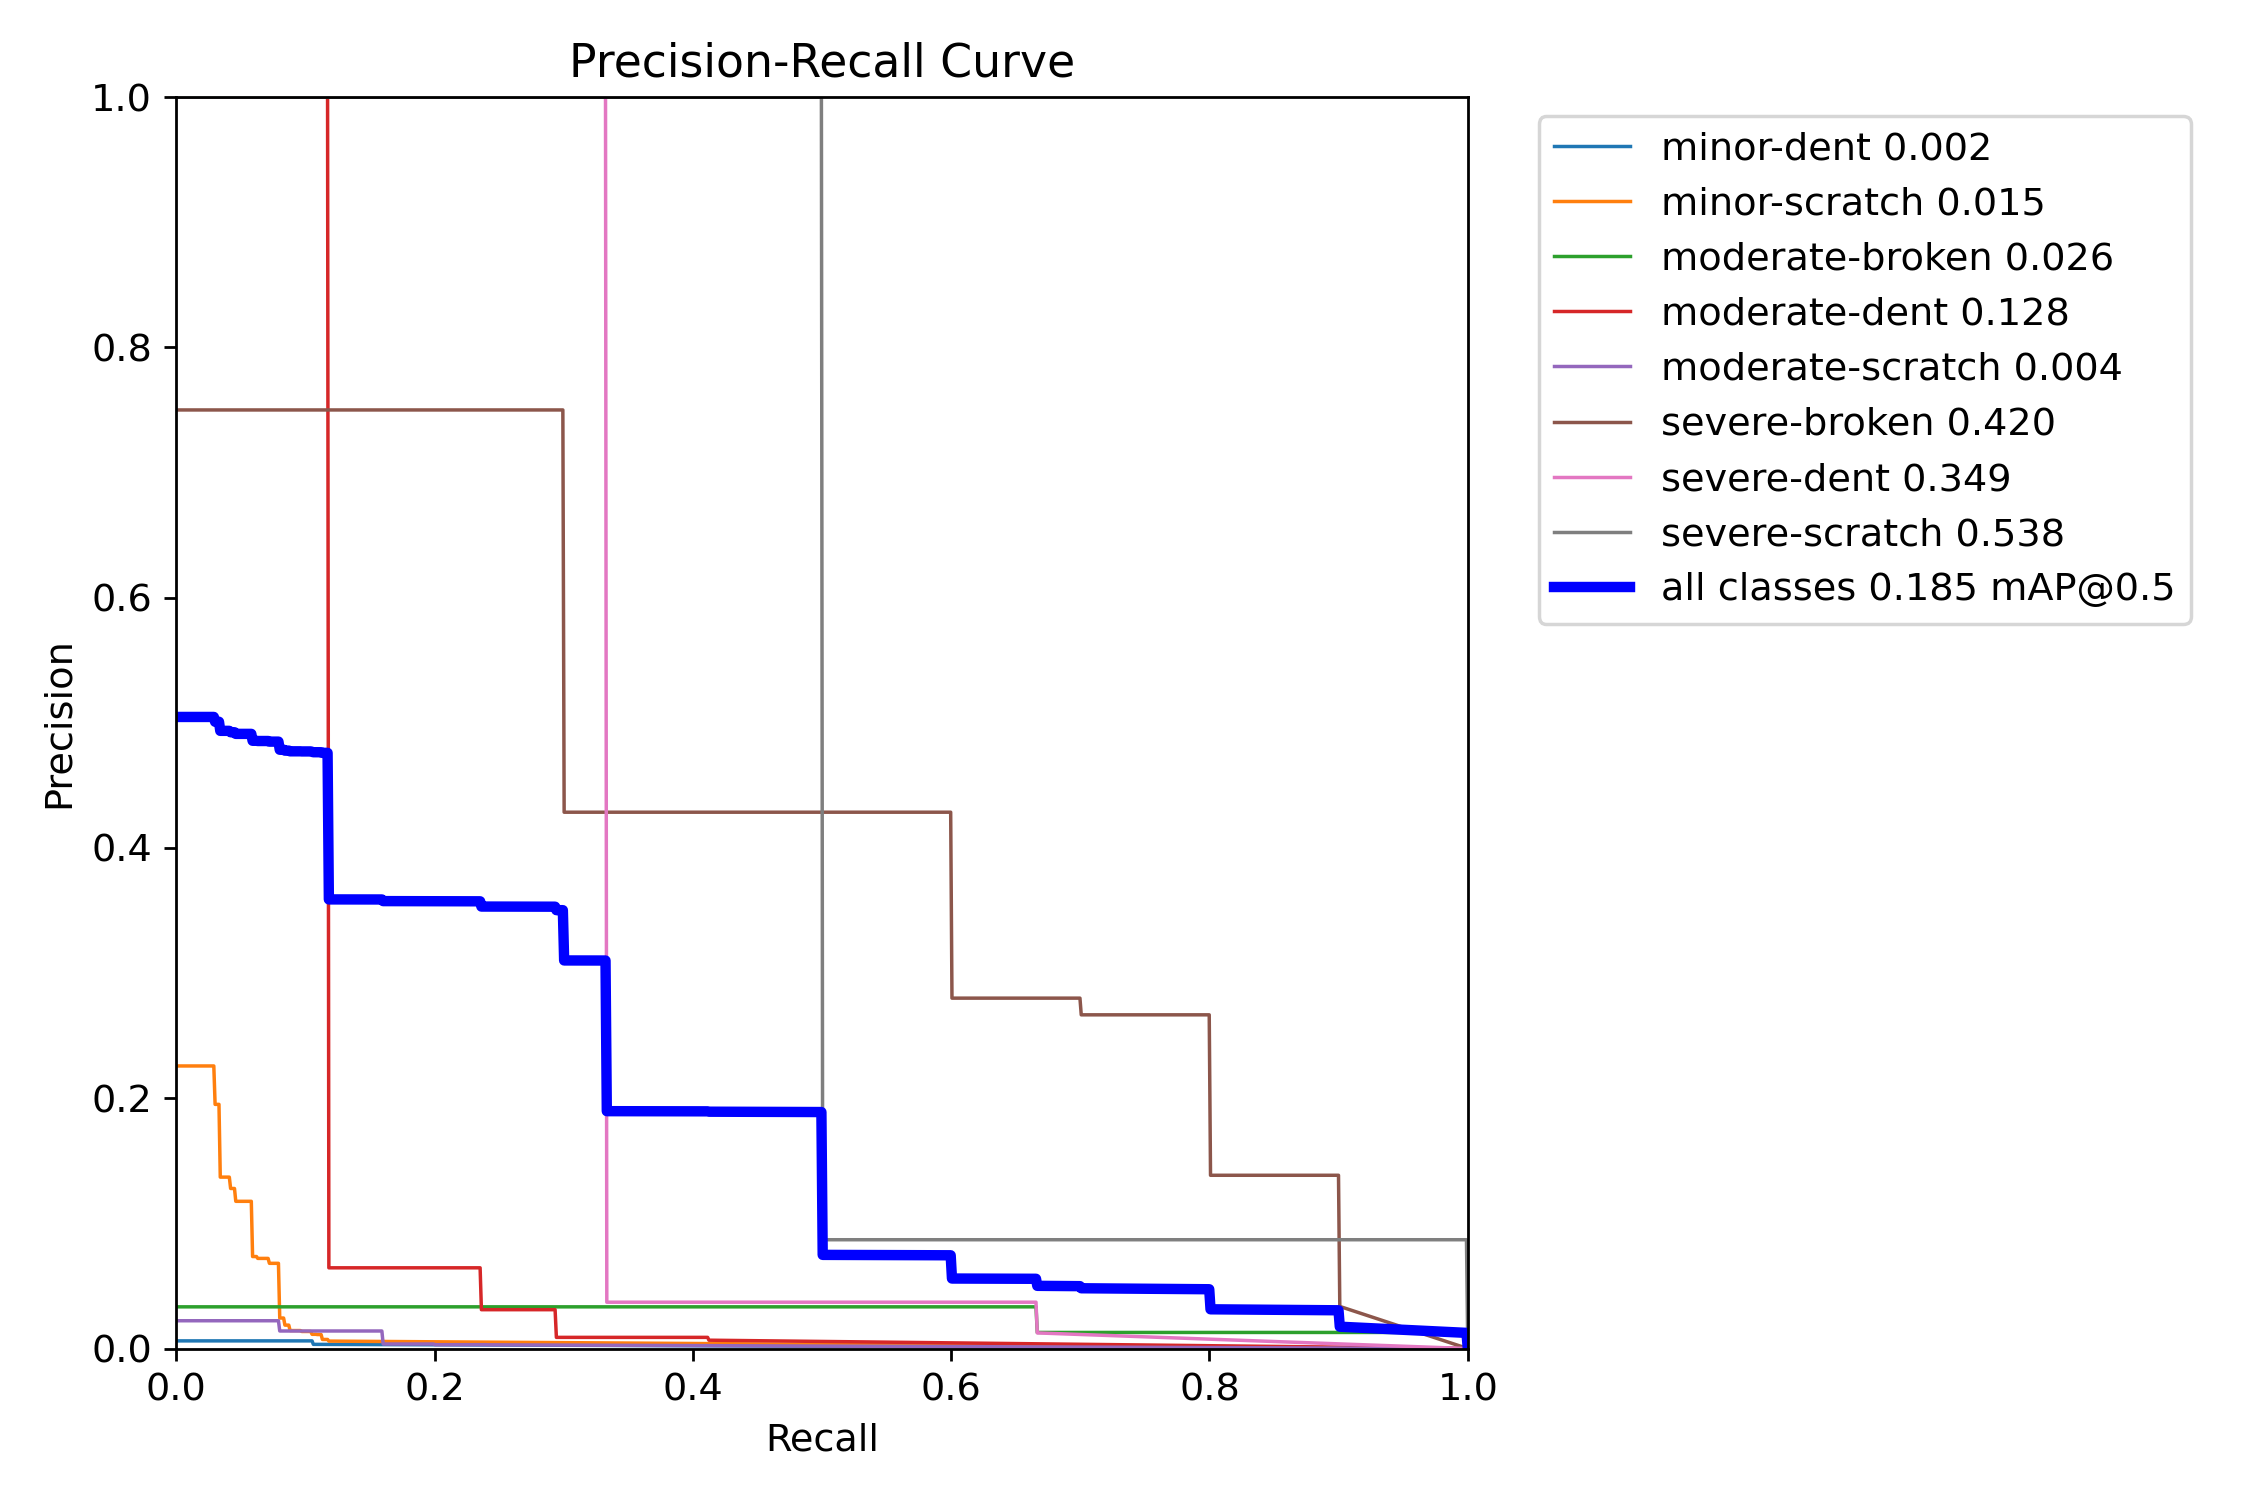 Precision-Recall Curve
1.0
0.8
0.6
0.4
0.2
0.0
Precision
0.0 0.2 0.4 0.6 0.8 1.0
Recall
minor-dent 0.002
minor-scratch 0.015
moderate-broken 0.026
moderate-dent 0.128
moderate-scratch 0.004
severe-broken 0.420
severe-dent 0.349
severe-scratch 0.538
all classes 0.185 mAP@0.5